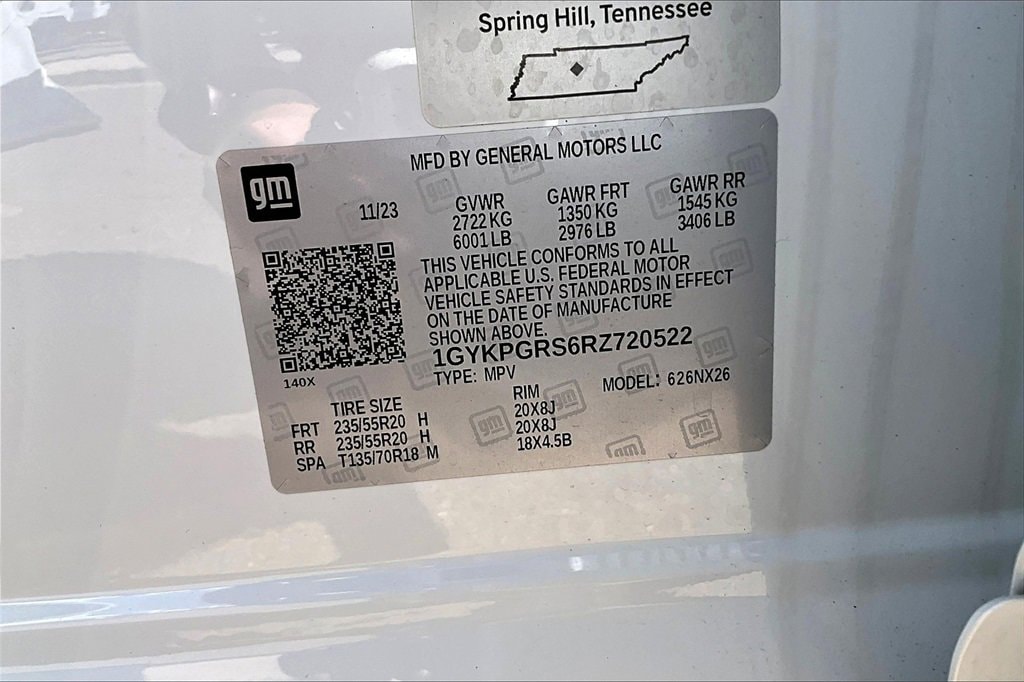 Spring Hill, Tennessee
MFD BY GENERAL MOTORS LLC
gm
11/23
GVWR
2722 KG
6001 LB
GAWR FRT
1350 KG
2976 LB
GAWR RR
1545 KG
3406 LB
THIS VEHICLE CONFORMS TO ALL
APPLICABLE U.S. FEDERAL MOTOR
VEHICLE SAFETY STANDARDS IN EFFECT
ON THE DATE OF MANUFACTURE
SHOWN ABOVE.
1GYKPGRS6RZ720522
140X
TYPE: MPV
MODEL: 626NX26
TIRE SIZE RIM
FRT 235/55R20 H 20X8J
RR 235/55R20 H 20X8J
SPA T135/70R18 M 18X4.5B